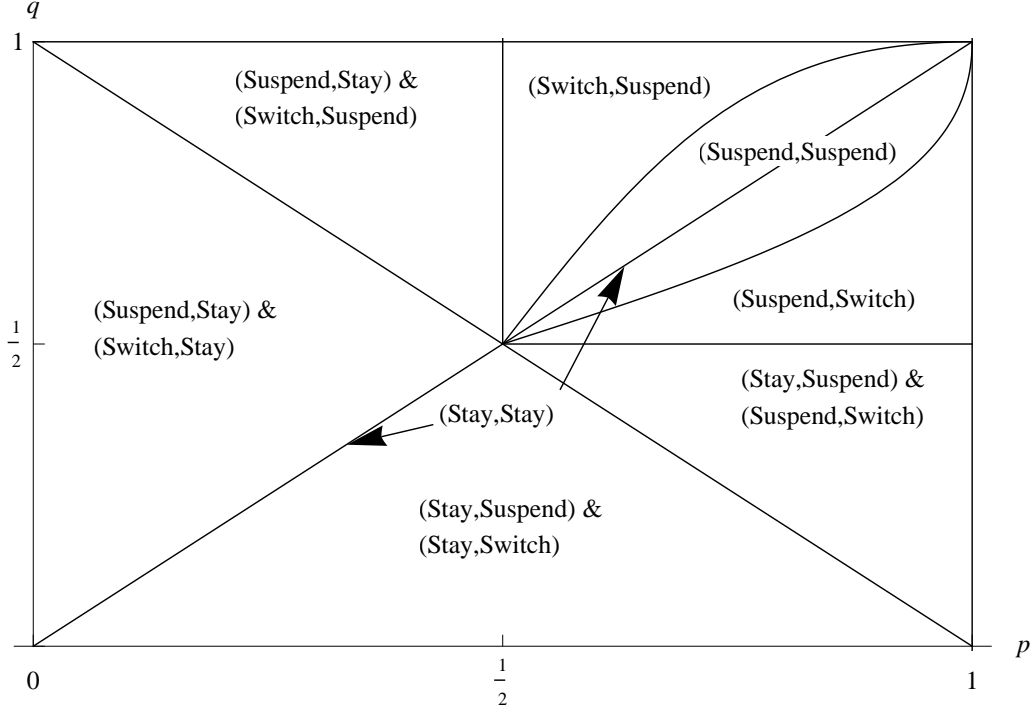 q
1
(Suspend,Stay) &
(Switch,Suspend)
(Switch,Suspend)
(Suspend,Suspend)
(Suspend,Stay) &
(Switch,Stay)
(Suspend,Switch)
1/2
(Stay,Suspend) &
(Suspend,Switch)
(Stay,Stay)
(Stay,Suspend) &
(Stay,Switch)
p
0
1/2
1